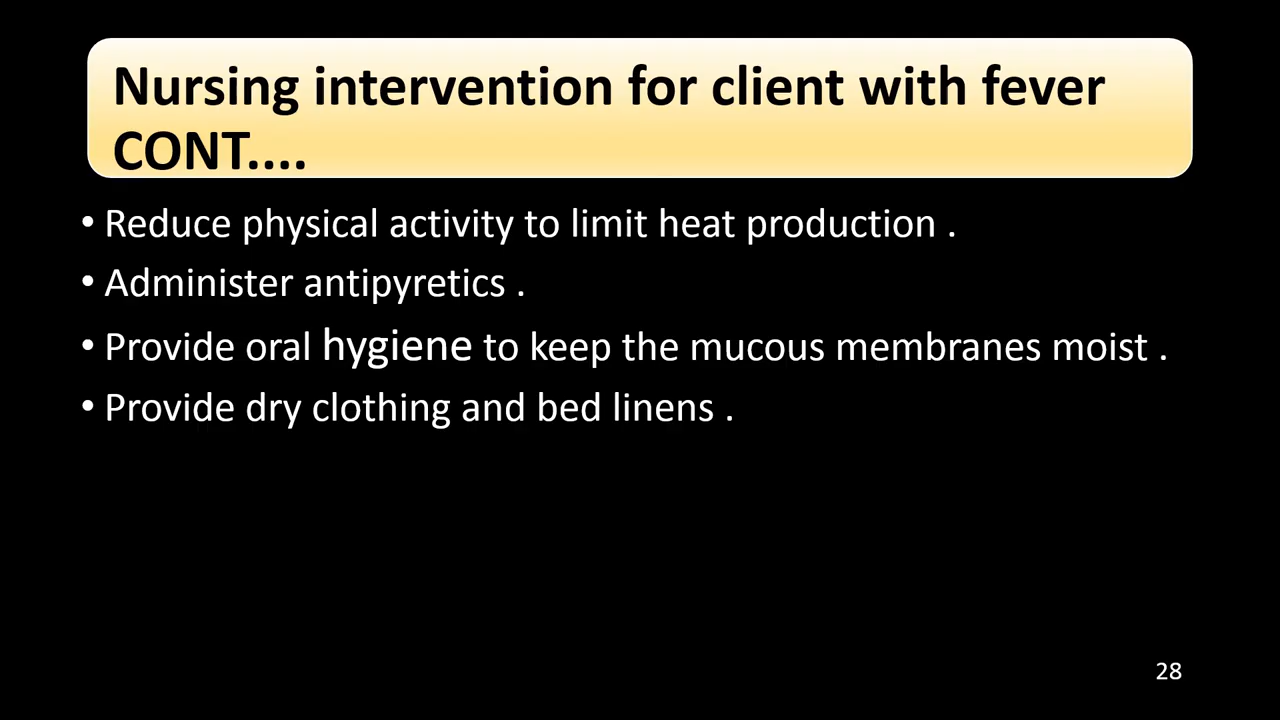 Nursing intervention for client with fever
CONT....
• Reduce physical activity to limit heat production .
• Administer antipyretics .
• Provide oral hygiene to keep the mucous membranes moist .
• Provide dry clothing and bed linens .
28